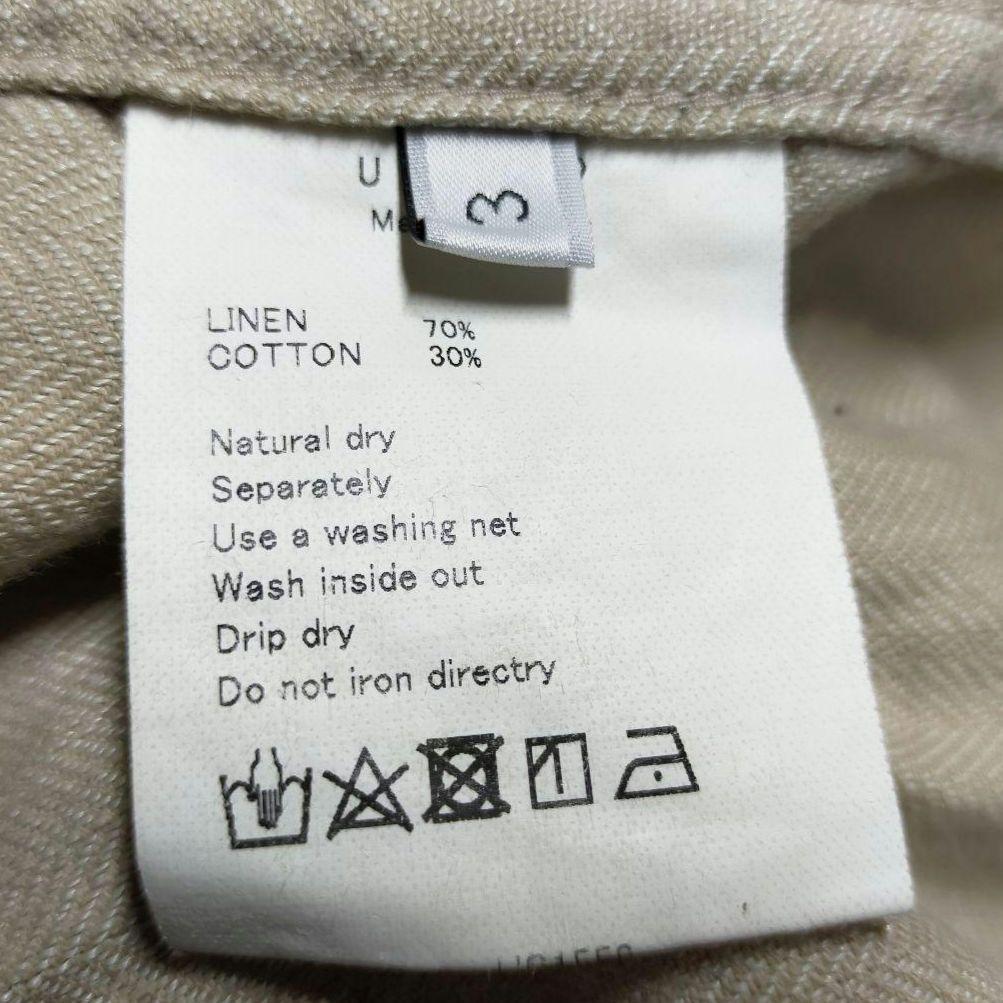 U
3
LINEN 70%
COTTON 30%
Natural dry
Separately
Use a washing net
Wash inside out
Drip dry
Do not iron directry